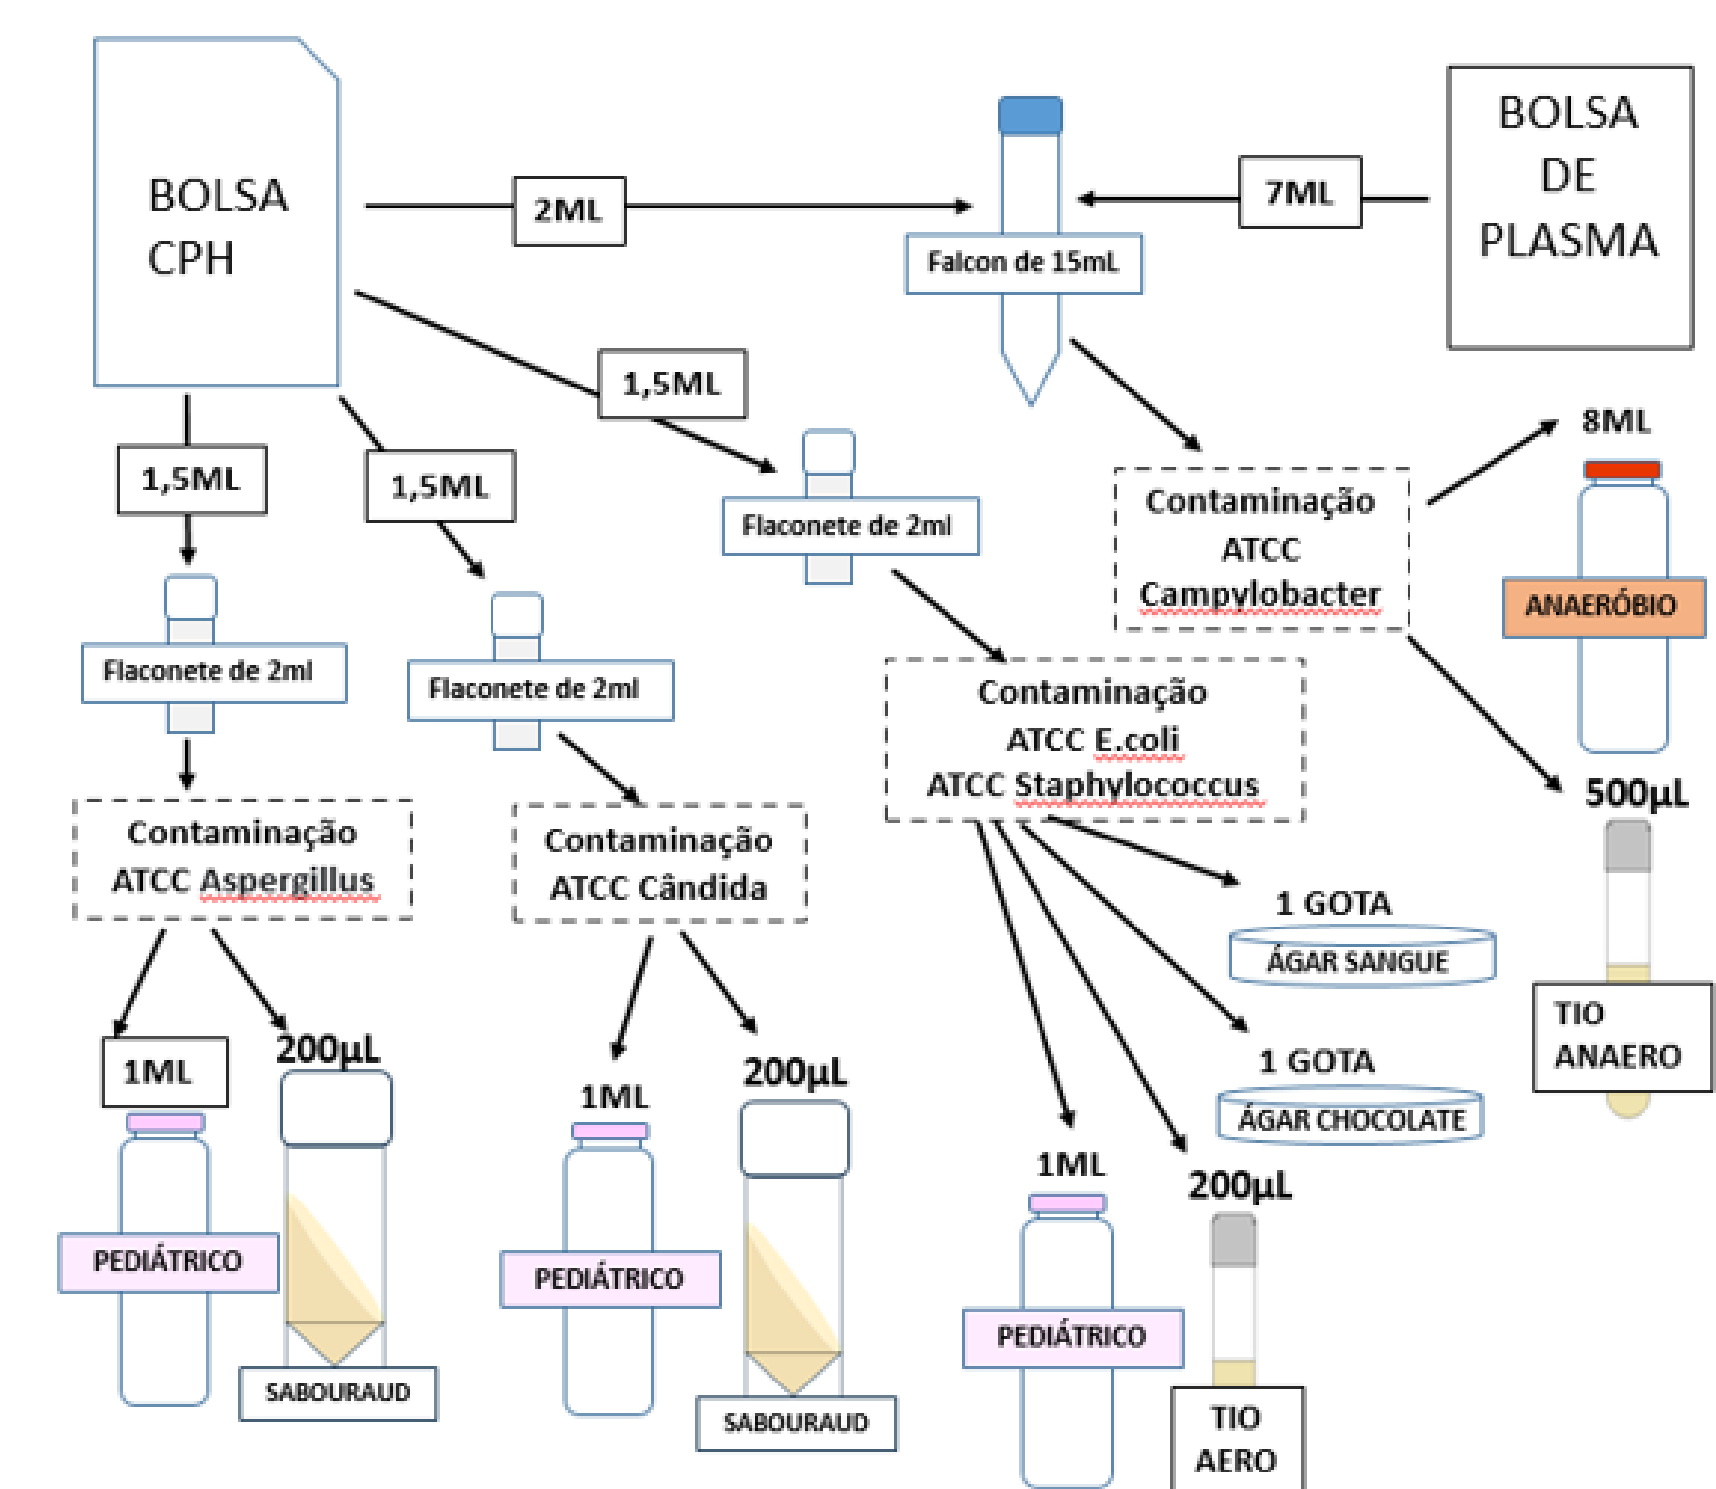 BOLSA
CPH
2ML
Falcon de 15mL
7ML
BOLSA
DE
PLASMA
1,5ML
1,5ML
1,5ML
Flaconete de 2ml
Flaconete de 2ml
Flaconete de 2ml
Contaminação
ATCC Aspergillus
Contaminação
ATCC Cândida
Contaminação
ATCC E.coli
ATCC Staphylococcus
Contaminação
ATCC
Campylobacter
8ML
ANAERÓBIO
500µL
TIO
ANAERO
1 GOTA
ÁGAR SANGUE
1 GOTA
ÁGAR CHOCOLATE
1ML
PEDIÁTRICO
200µL
SABOURAUD
1ML
PEDIÁTRICO
200µL
SABOURAUD
1ML
PEDIÁTRICO
200µL
TIO
AERO